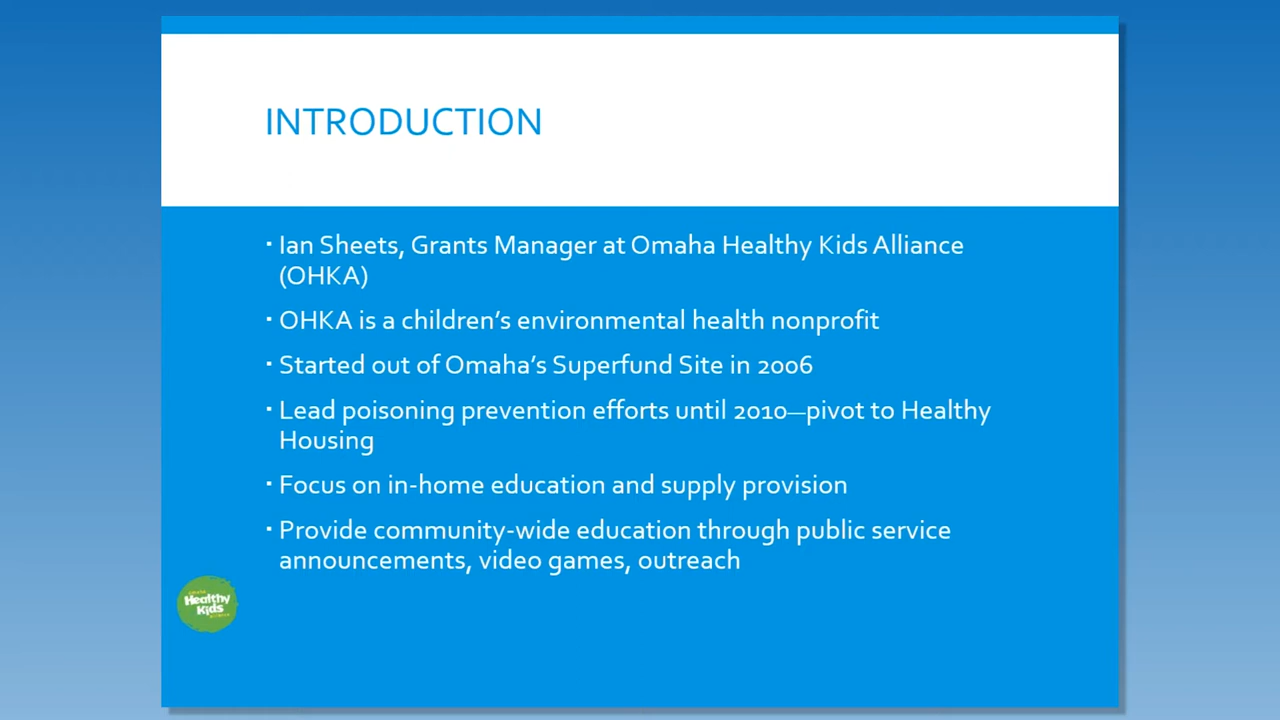 INTRODUCTION
▪ Ian Sheets, Grants Manager at Omaha Healthy Kids Alliance
(OHKA)
▪ OHKA is a children’s environmental health nonprofit
▪ Started out of Omaha’s Superfund Site in 2006
▪ Lead poisoning prevention efforts until 2010—pivot to Healthy
Housing
▪ Focus on in-home education and supply provision
▪ Provide community-wide education through public service
announcements, video games, outreach
Healthy
Kids